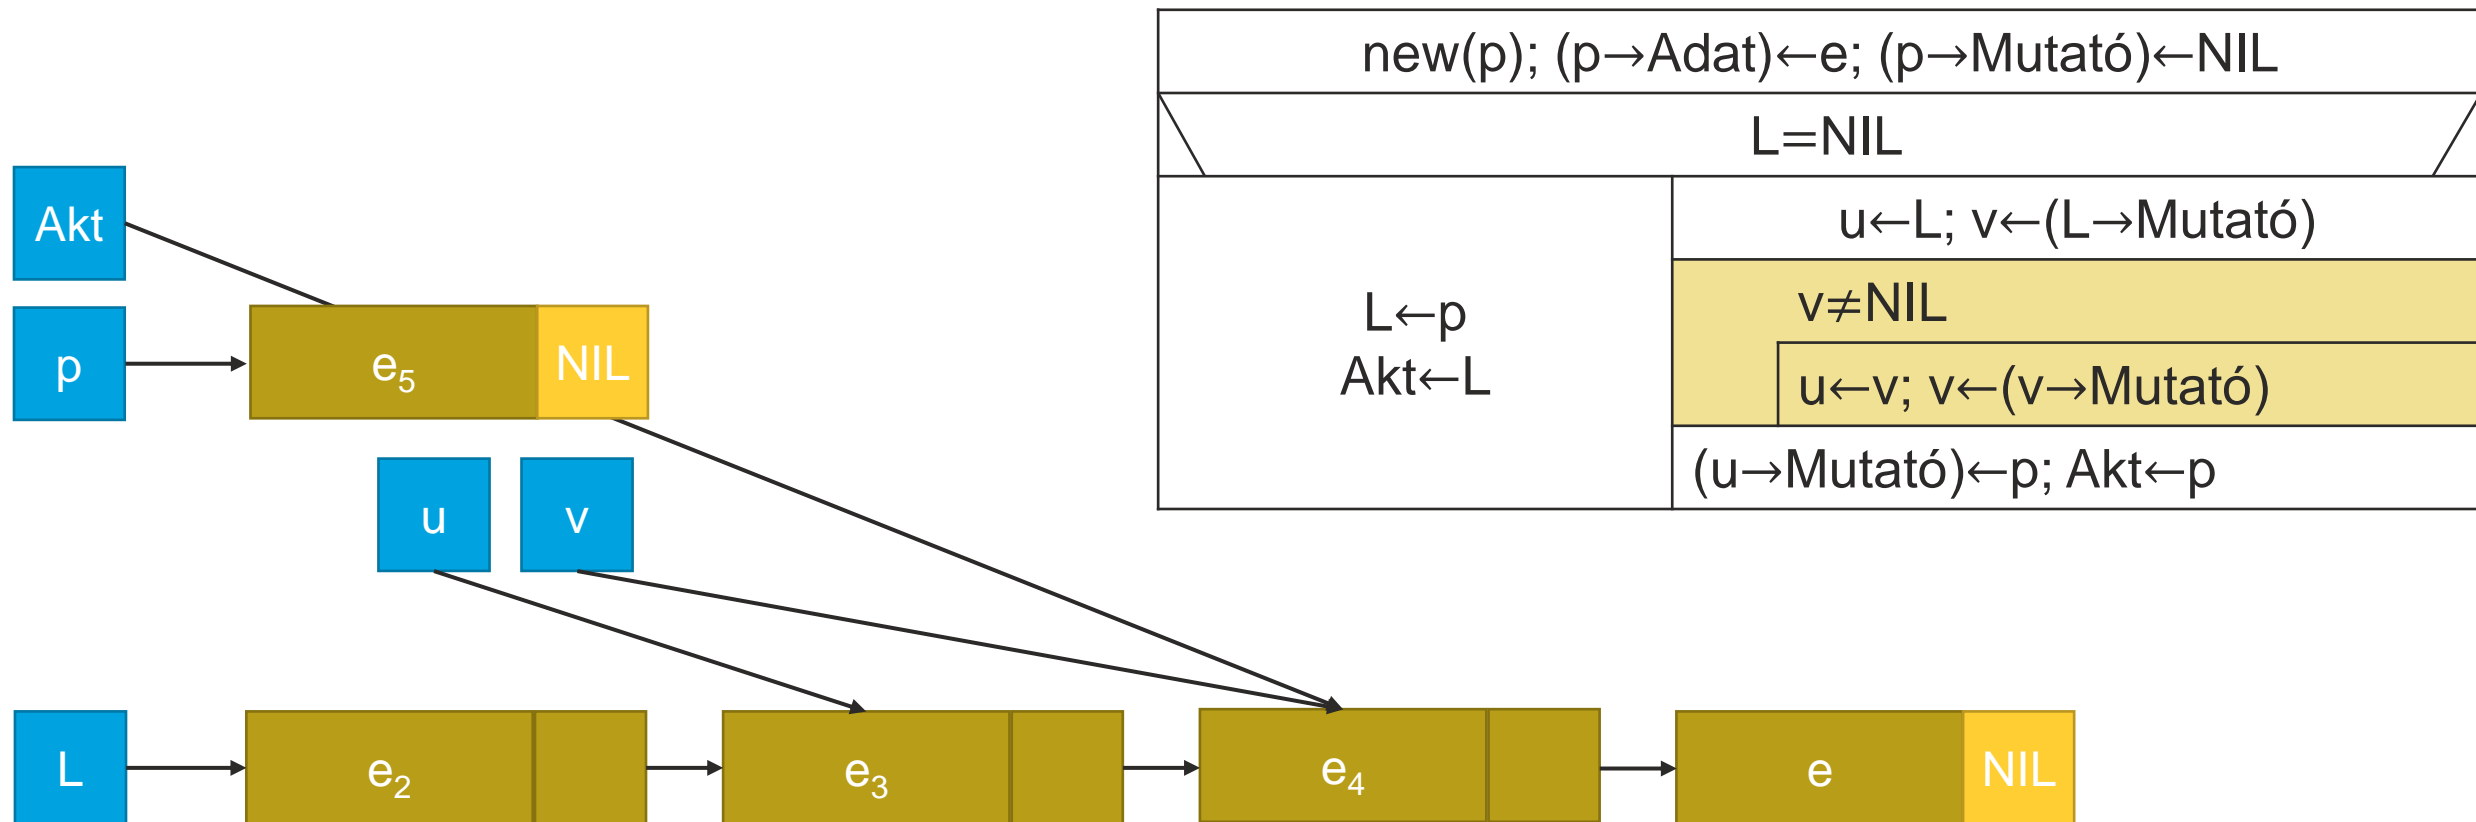 new(p); (p→Adat)←e; (p→Mutató)←NIL
L=NIL
L←p
Akt←L
u←L; v←(L→Mutató)
v≠NIL
u←v; v←(v→Mutató)
(u→Mutató)←p; Akt←p
Akt
p
e₅ NIL
u v
L e₂ e₃ e₄ e NIL